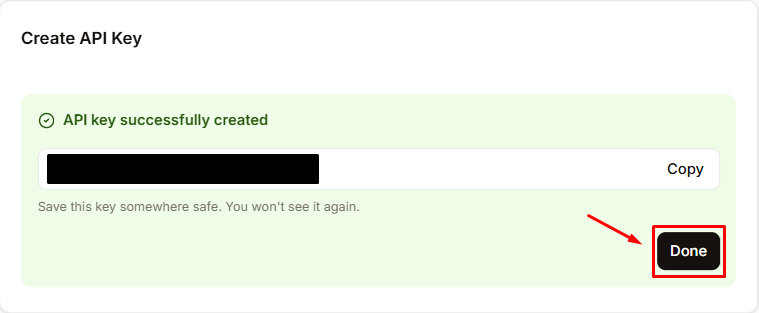 Create API Key
API key successfully created
Copy
Save this key somewhere safe. You won't see it again.
Done